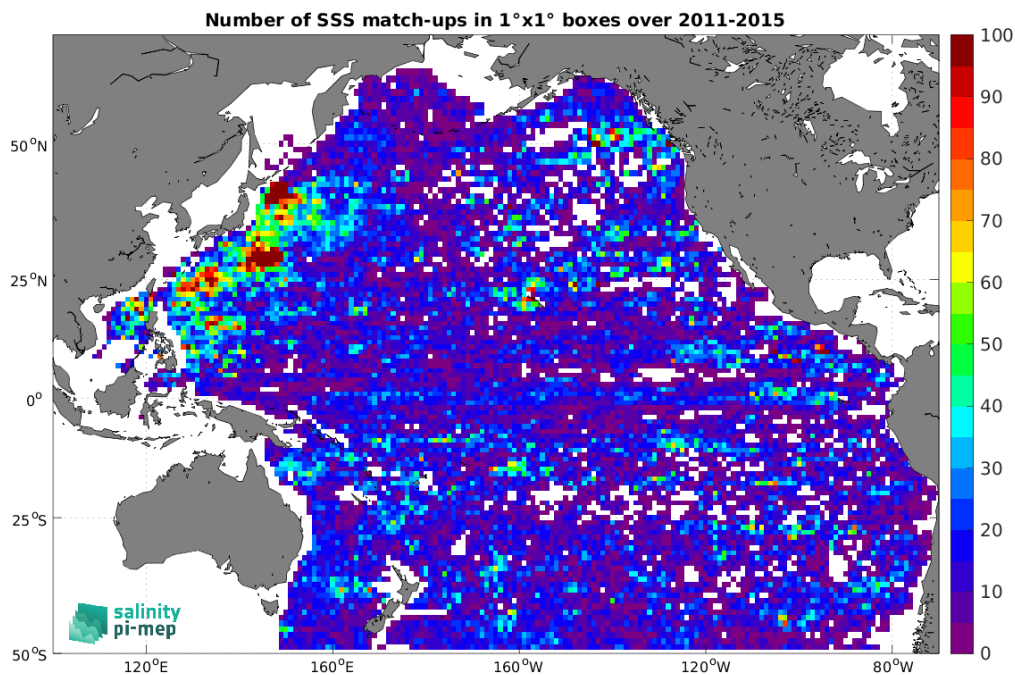 Number of SSS match-ups in 1°x1° boxes over 2011-2015
100
90
80
70
60
50
40
30
20
10
0
50°N
25°N
0°
25°S
50°S
120°E
160°E
160°W
120°W
80°W
salinity
pi-mep